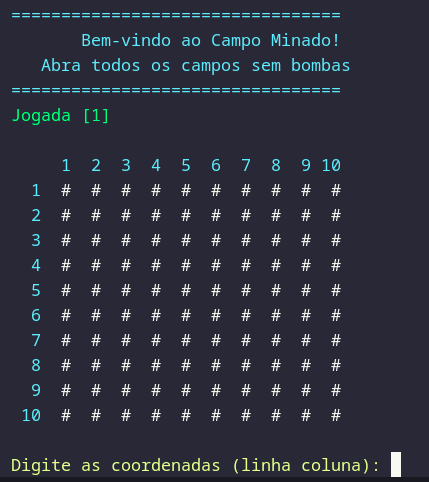 =================================
Bem-vindo ao Campo Minado!
Abra todos os campos sem bombas
=================================
Jogada [1]
1 2 3 4 5 6 7 8 9 10
1 # # # # # # # # # #
2 # # # # # # # # # #
3 # # # # # # # # # #
4 # # # # # # # # # #
5 # # # # # # # # # #
6 # # # # # # # # # #
7 # # # # # # # # # #
8 # # # # # # # # # #
9 # # # # # # # # # #
10 # # # # # # # # # #
Digite as coordenadas (linha coluna):